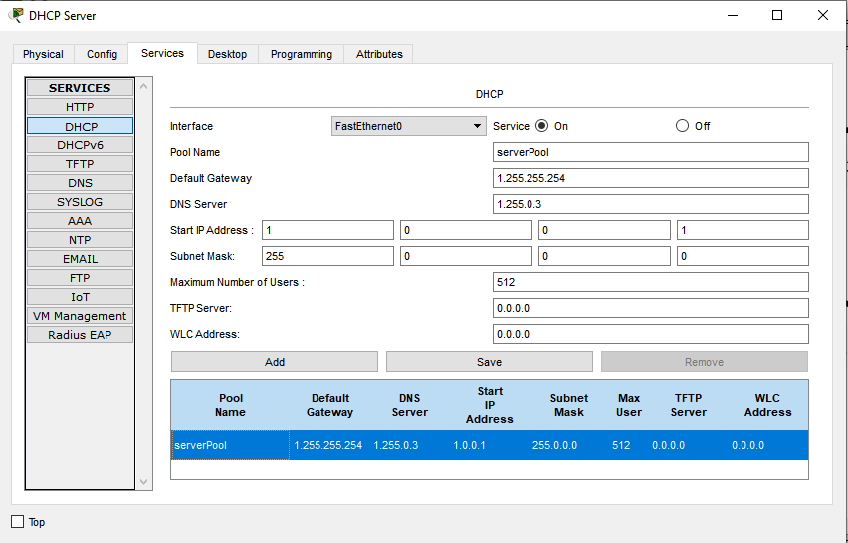 DHCP Server
Physical Config Services Desktop Programming Attributes
SERVICES
HTTP
DHCP
DHCPv6
TFTP
DNS
SYSLOG
AAA
NTP
EMAIL
FTP
IoT
VM Management
Radius EAP
DHCP
Interface FastEthernet0 Service On Off
Pool Name serverPool
Default Gateway 1.255.255.254
DNS Server 1.255.0.3
Start IP Address : 1 0 0 1
Subnet Mask: 255 0 0 0
Maximum Number of Users : 512
TFTP Server: 0.0.0.0
WLC Address: 0.0.0.0
Add Save Remove
Pool Name Default Gateway DNS Server Start IP Address Subnet Mask Max User TFTP Server WLC Address
serverPool 1.255.255.254 1.255.0.3 1.0.0.1 255.0.0.0 512 0.0.0.0 0.0.0.0
Top